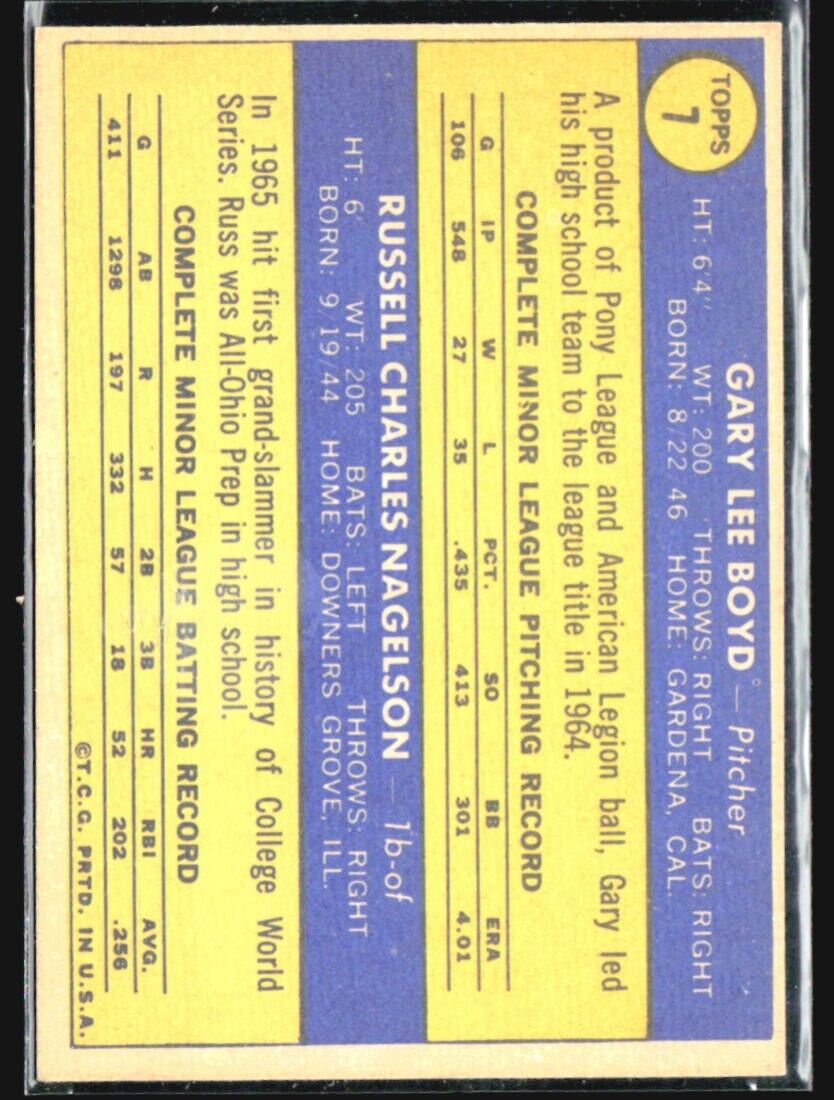 TOPPS
7
GARY LEE BOYD — Pitcher
HT: 6'4" WT: 200 THROWS: RIGHT BATS: RIGHT
BORN: 8/22/46 HOME: GARDENA, CAL.
A product of Pony League and American Legion ball, Gary led
his high school team to the league title in 1964.
COMPLETE MINOR LEAGUE PITCHING RECORD
G IP W L PCT. SO BB ERA
106 548 27 35 .435 413 301 4.01
RUSSELL CHARLES NAGELSON — 1b-of
HT: 6' WT: 205 BATS: LEFT THROWS: RIGHT
BORN: 9/19/44 HOME: DOWNERS GROVE, ILL.
In 1965 hit first grand-slammer in history of College World
Series. Russ was All-Ohio Prep in high school.
COMPLETE MINOR LEAGUE BATTING RECORD
G AB R H 2B 3B HR RBI AVG.
411 1298 197 332 57 18 52 202 .256
©T.C.G. PRTD. IN U.S.A.